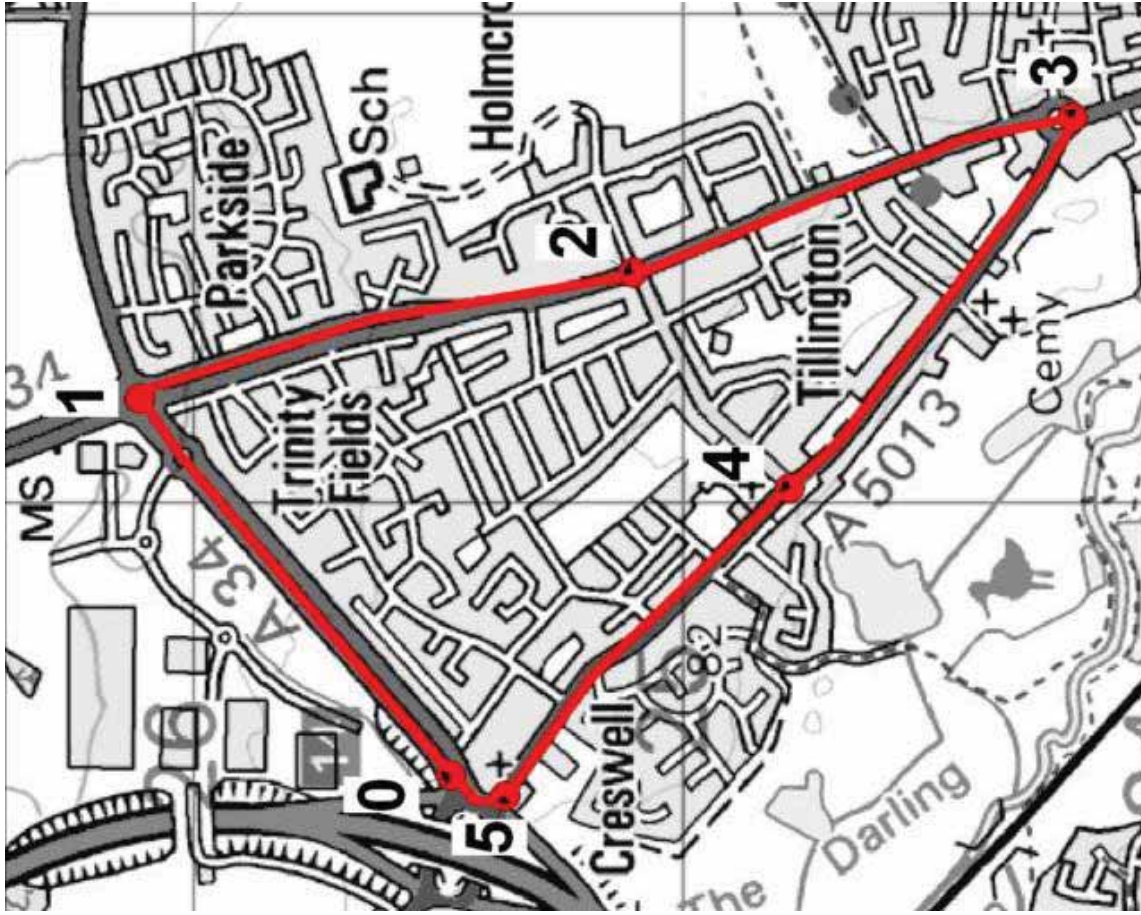 MS
34
1
Parkside
A 34
Trinity
Fields
Sch
0
5
Holmcro
2
Creswell
82
The
4
Tillington
A 5013
Darling
Cemy
3